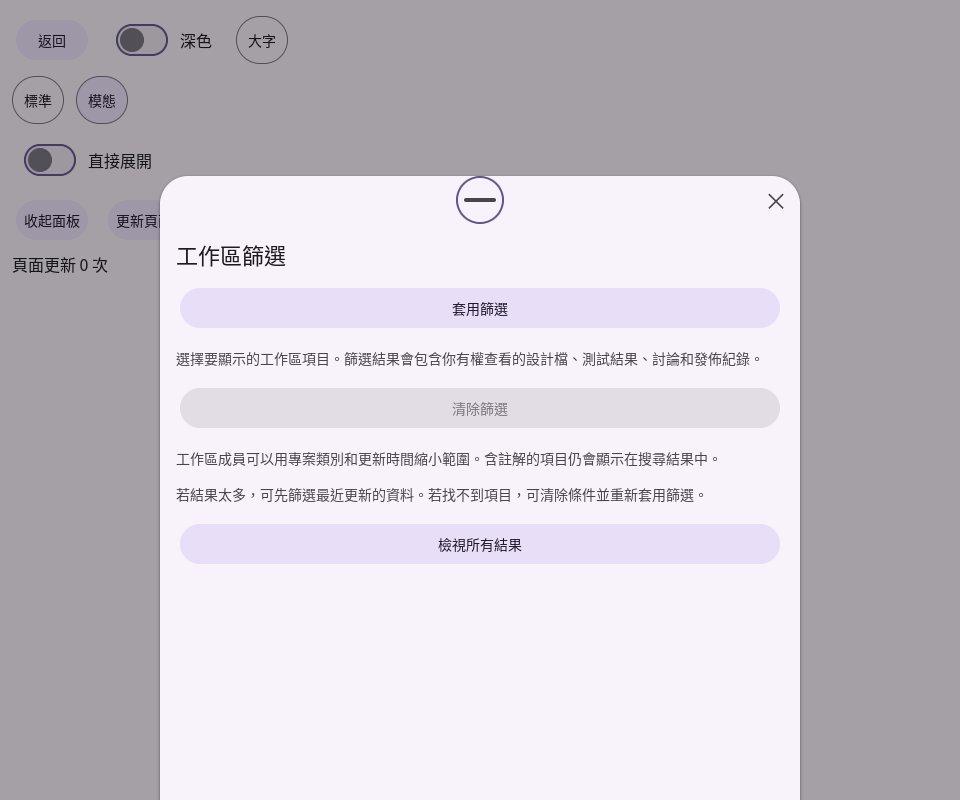 返回
深色
大字
標準
模態
直接展開
收起面板
更新頁
頁面更新 0 次
工作區篩選
套用篩選
選擇要顯示的工作區項目。篩選結果會包含你有權查看的設計檔、測試結果、討論和發佈紀錄。
清除篩選
工作區成員可以用專案類別和更新時間縮小範圍。含註解的項目仍會顯示在搜尋結果中。
若結果太多，可先篩選最近更新的資料。若找不到項目，可清除條件並重新套用篩選。
檢視所有結果